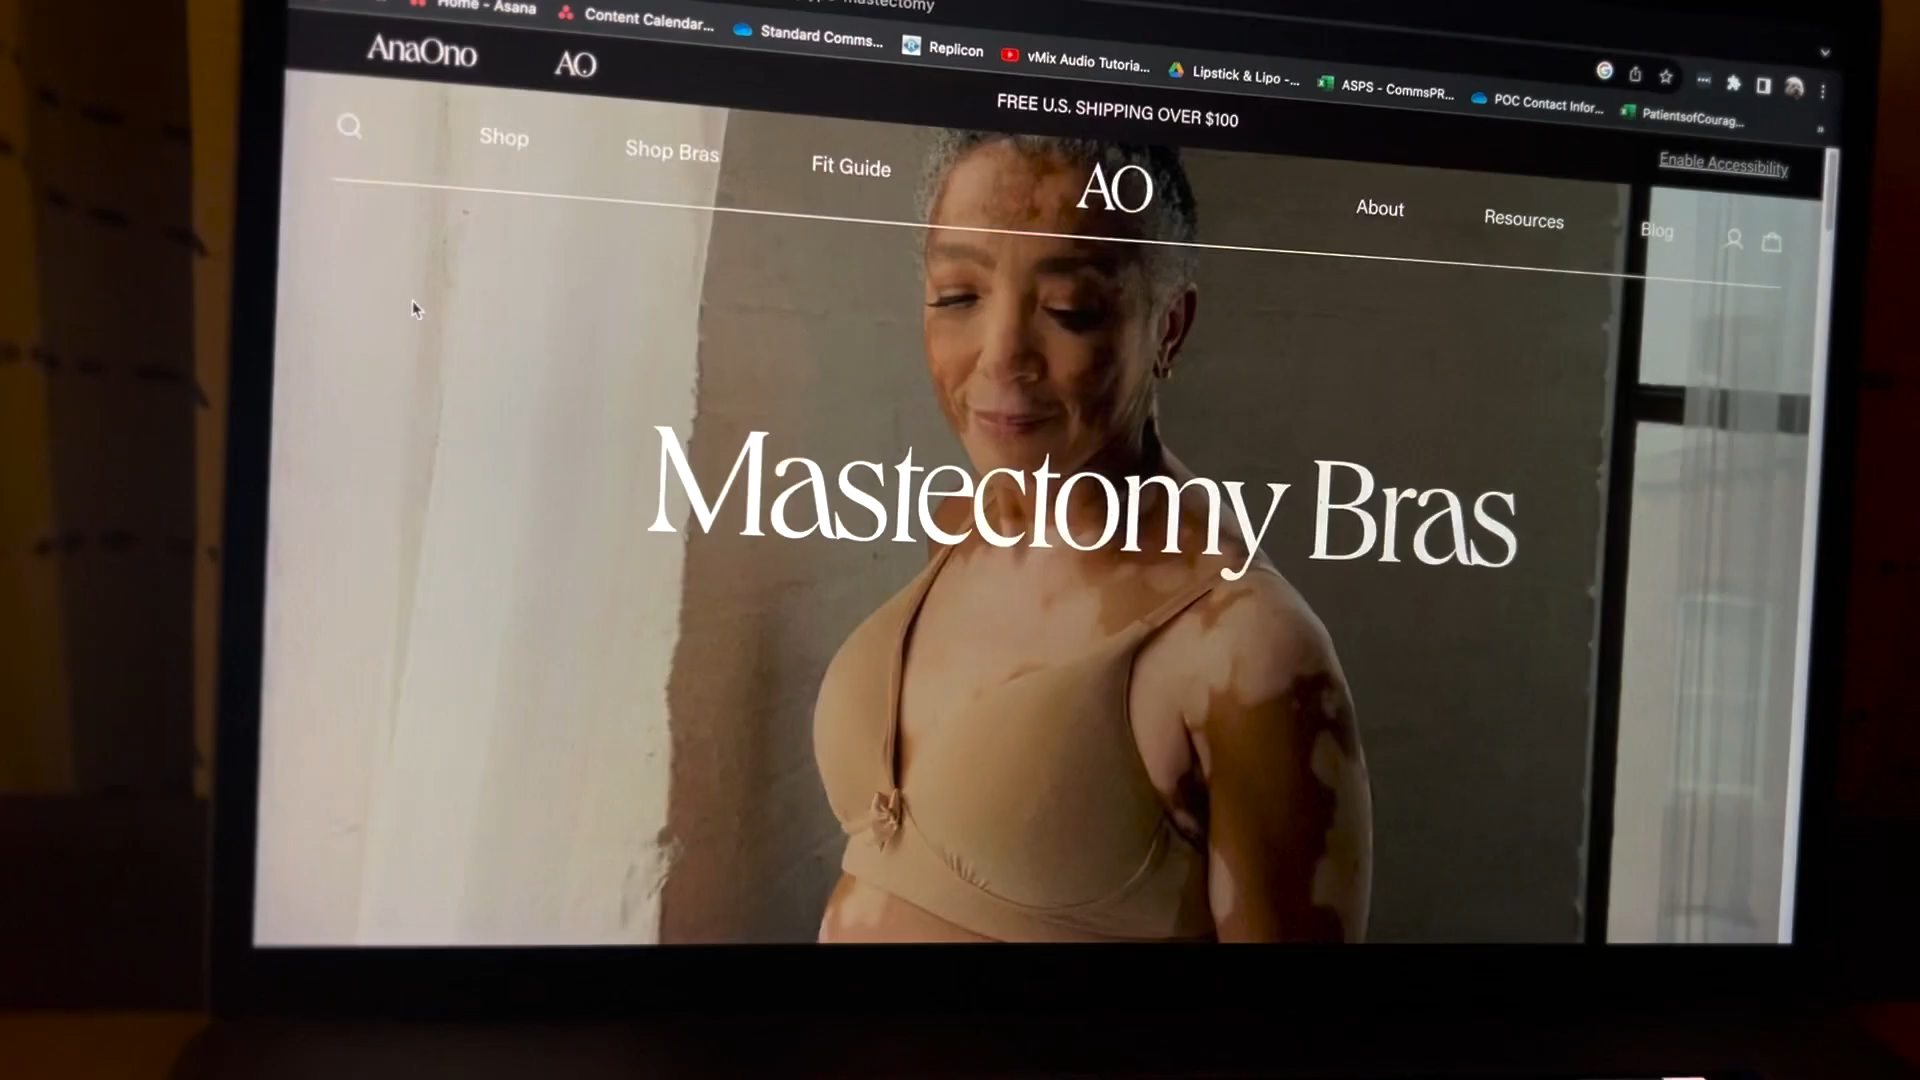 mastectomy
Home - Asana
Content Calendar...
Standard Comms...
Replicon
vMix Audio Tutoria...
Lipstick & Lipo -...
ASPS - CommsPR...
POC Contact Infor...
PatientsofCourag...
»
AnaOno
AO
FREE U.S. SHIPPING OVER $100
Enable Accessibility
Shop
Shop Bras
Fit Guide
AO
About
Resources
Blog
Mastectomy Bras